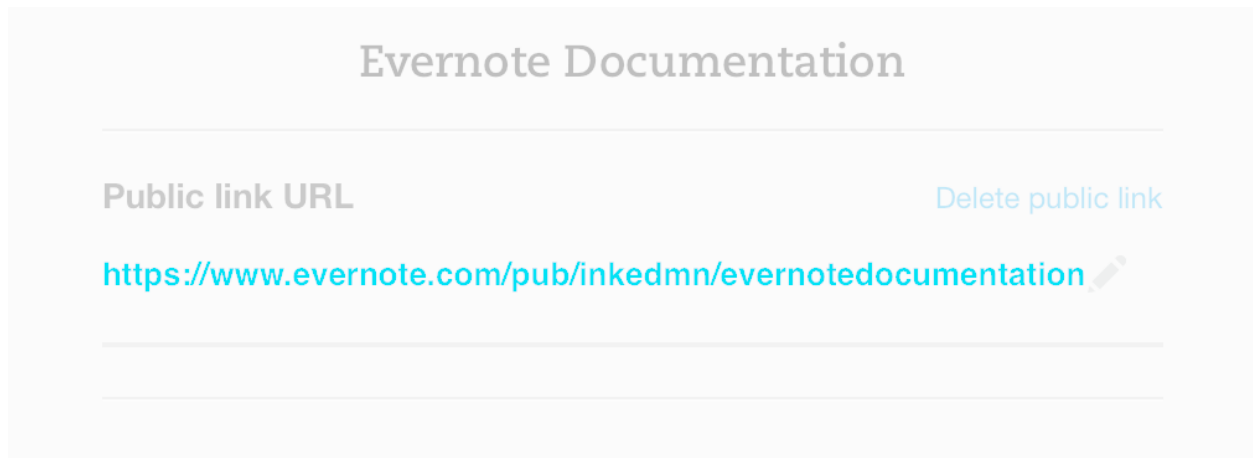 Evernote Documentation
Public link URL
Delete public link
https://www.evernote.com/pub/inkedmn/evernotedocumentation